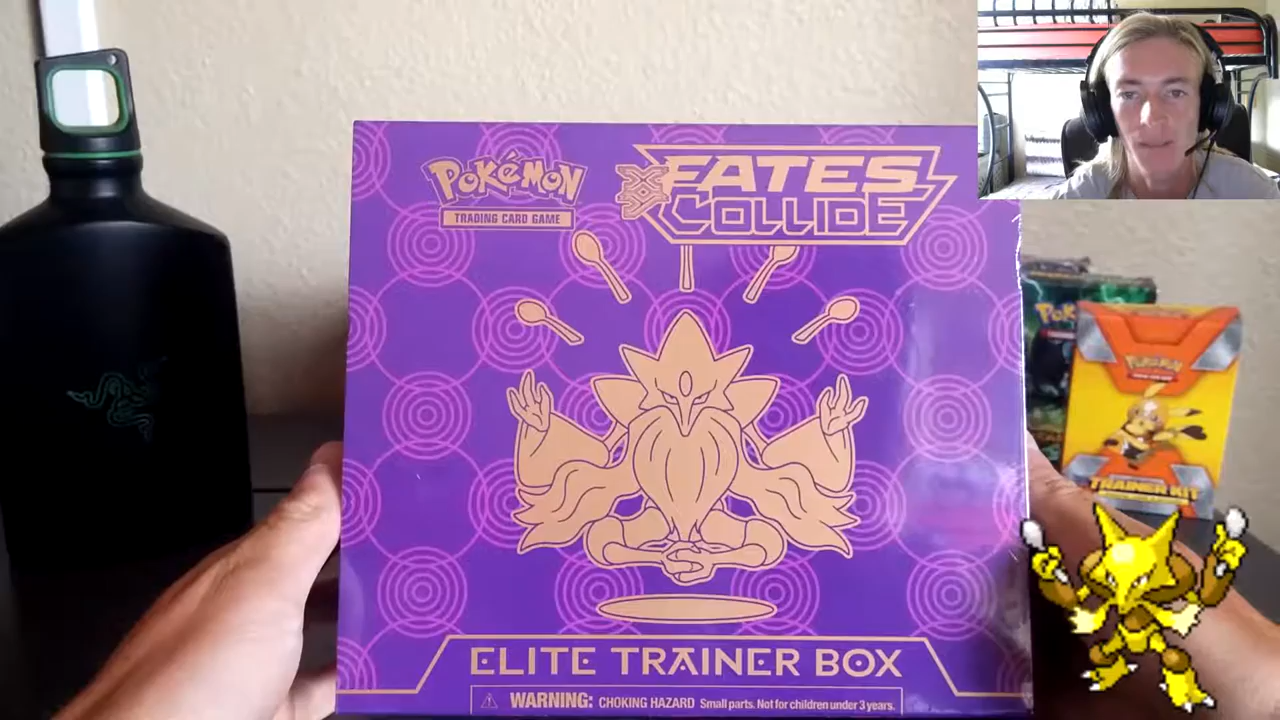 Pokémon
TRADING CARD GAME
XY
FATES
COLLIDE
ELITE TRAINER BOX
WARNING: CHOKING HAZARD Small parts. Not for children under 3 years.
Pokémon
TRAINER KIT